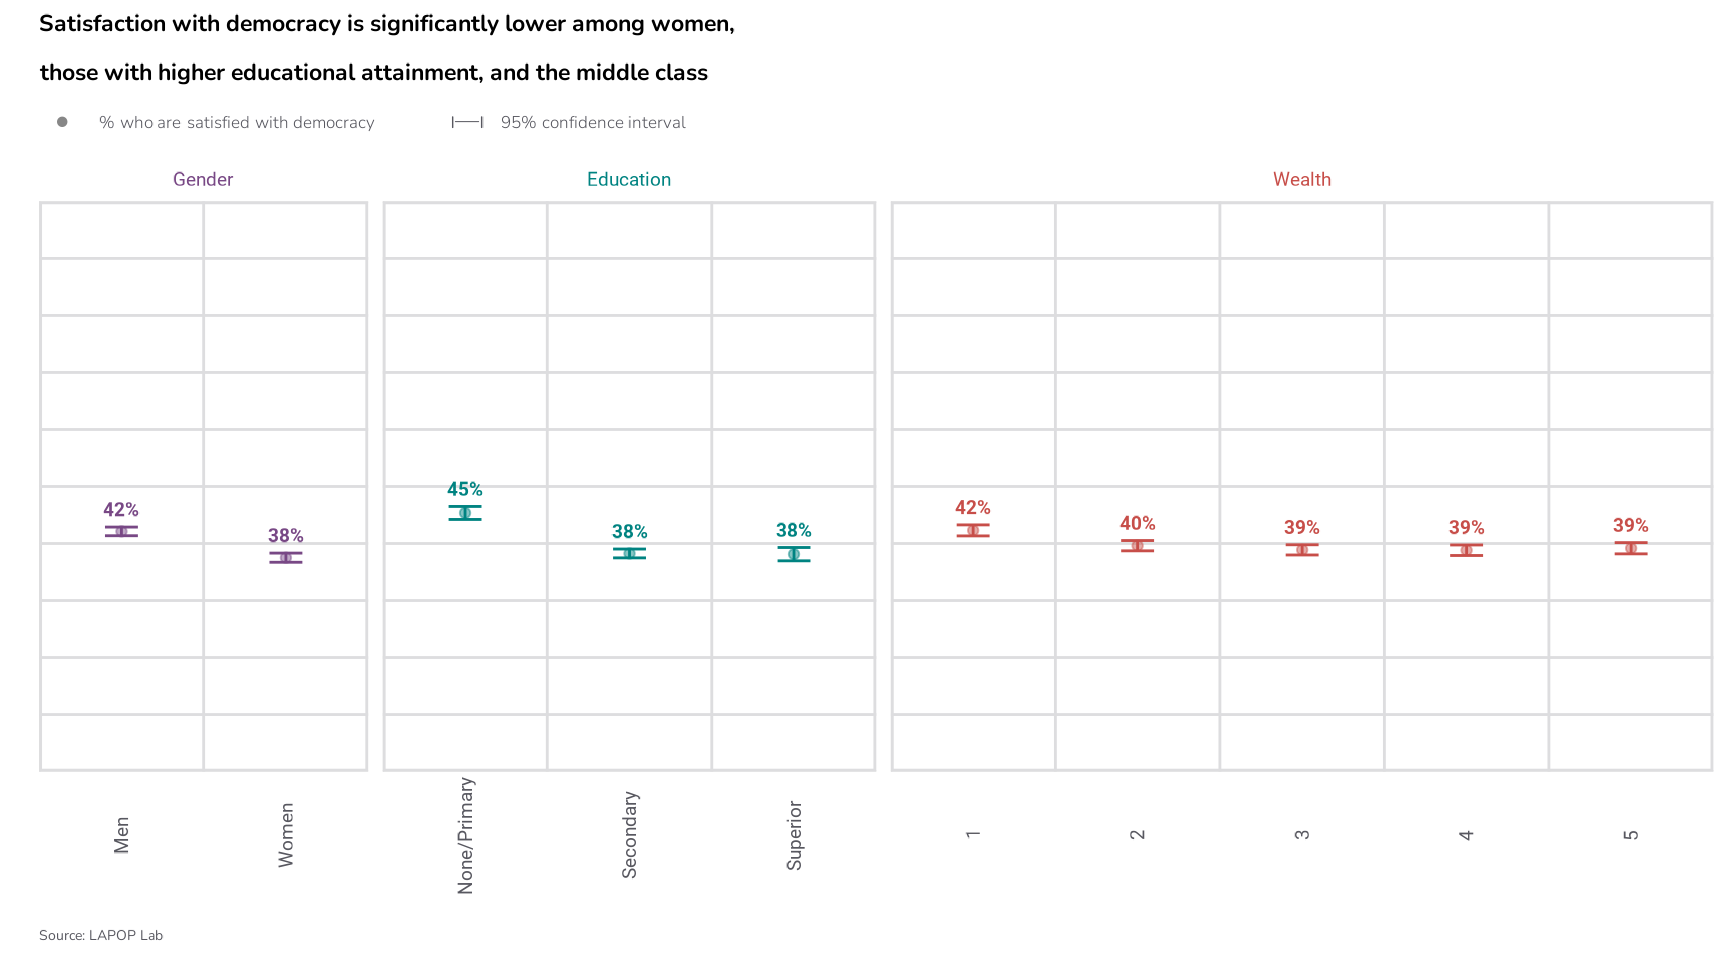 Satisfaction with democracy is significantly lower among women,
those with higher educational attainment, and the middle class
% who are satisfied with democracy
95% confidence interval
Gender
Education
Wealth
42%
38%
45%
38%
38%
42%
40%
39%
39%
39%
Men
Women
None/Primary
Secondary
Superior
1
2
3
4
5
Source: LAPOP Lab